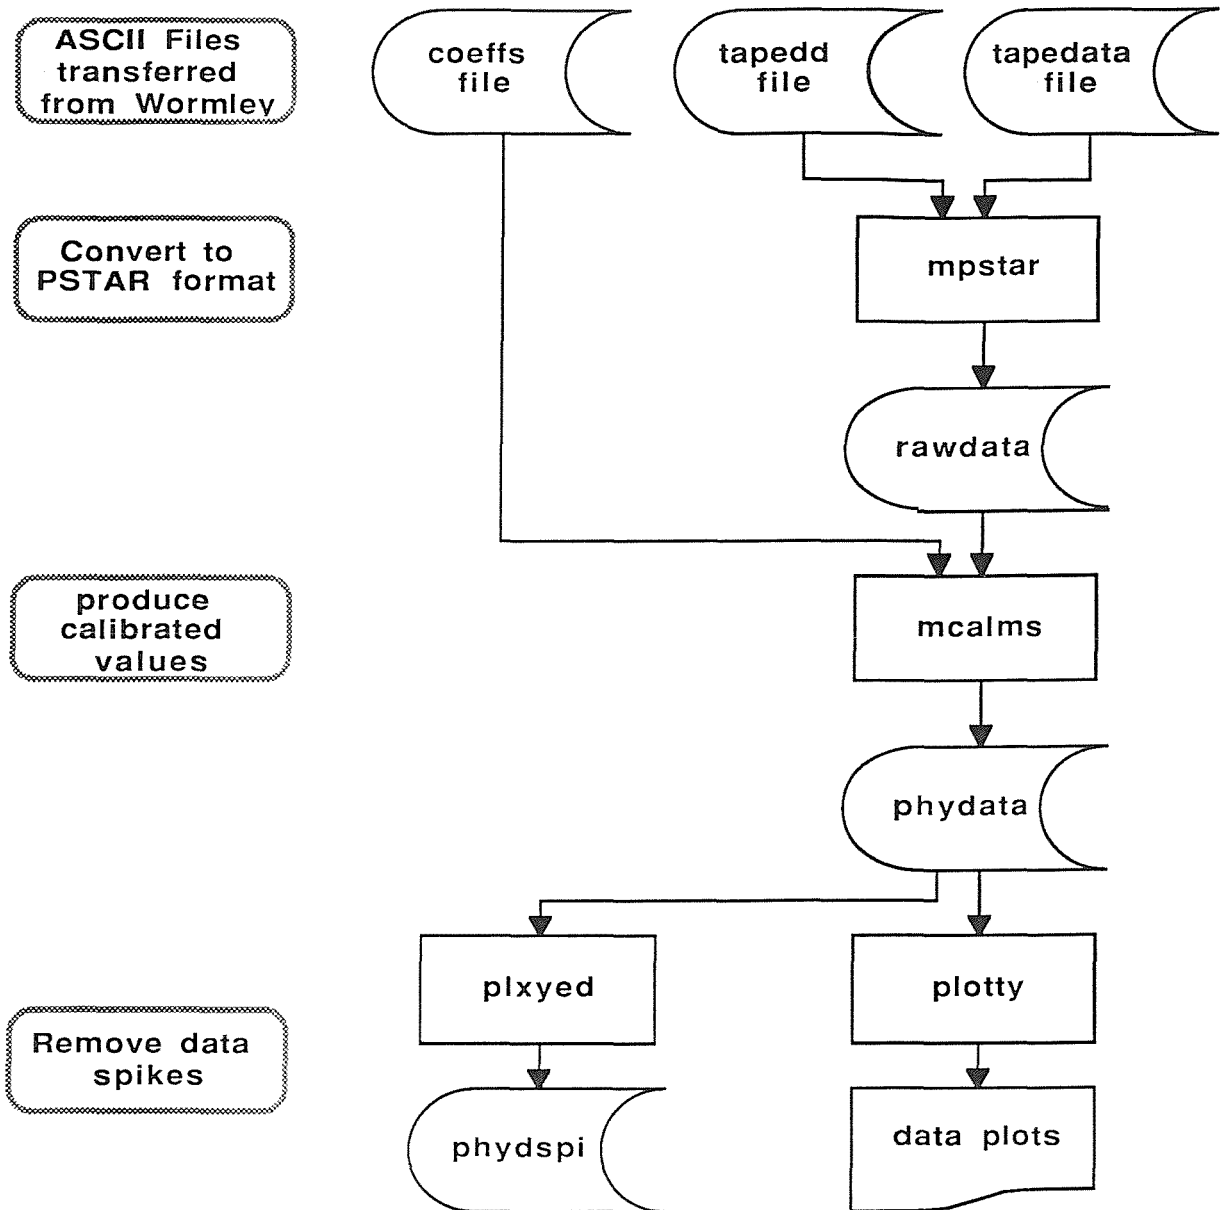 ASCII Files
transferred
from Wormley
coeffs
file
tapedd
file
tapedata
file
Convert to
PSTAR format
mpstar
rawdata
produce
calibrated
values
mcalms
phydata
plxyed
plotty
Remove data
spikes
phydspi
data plots